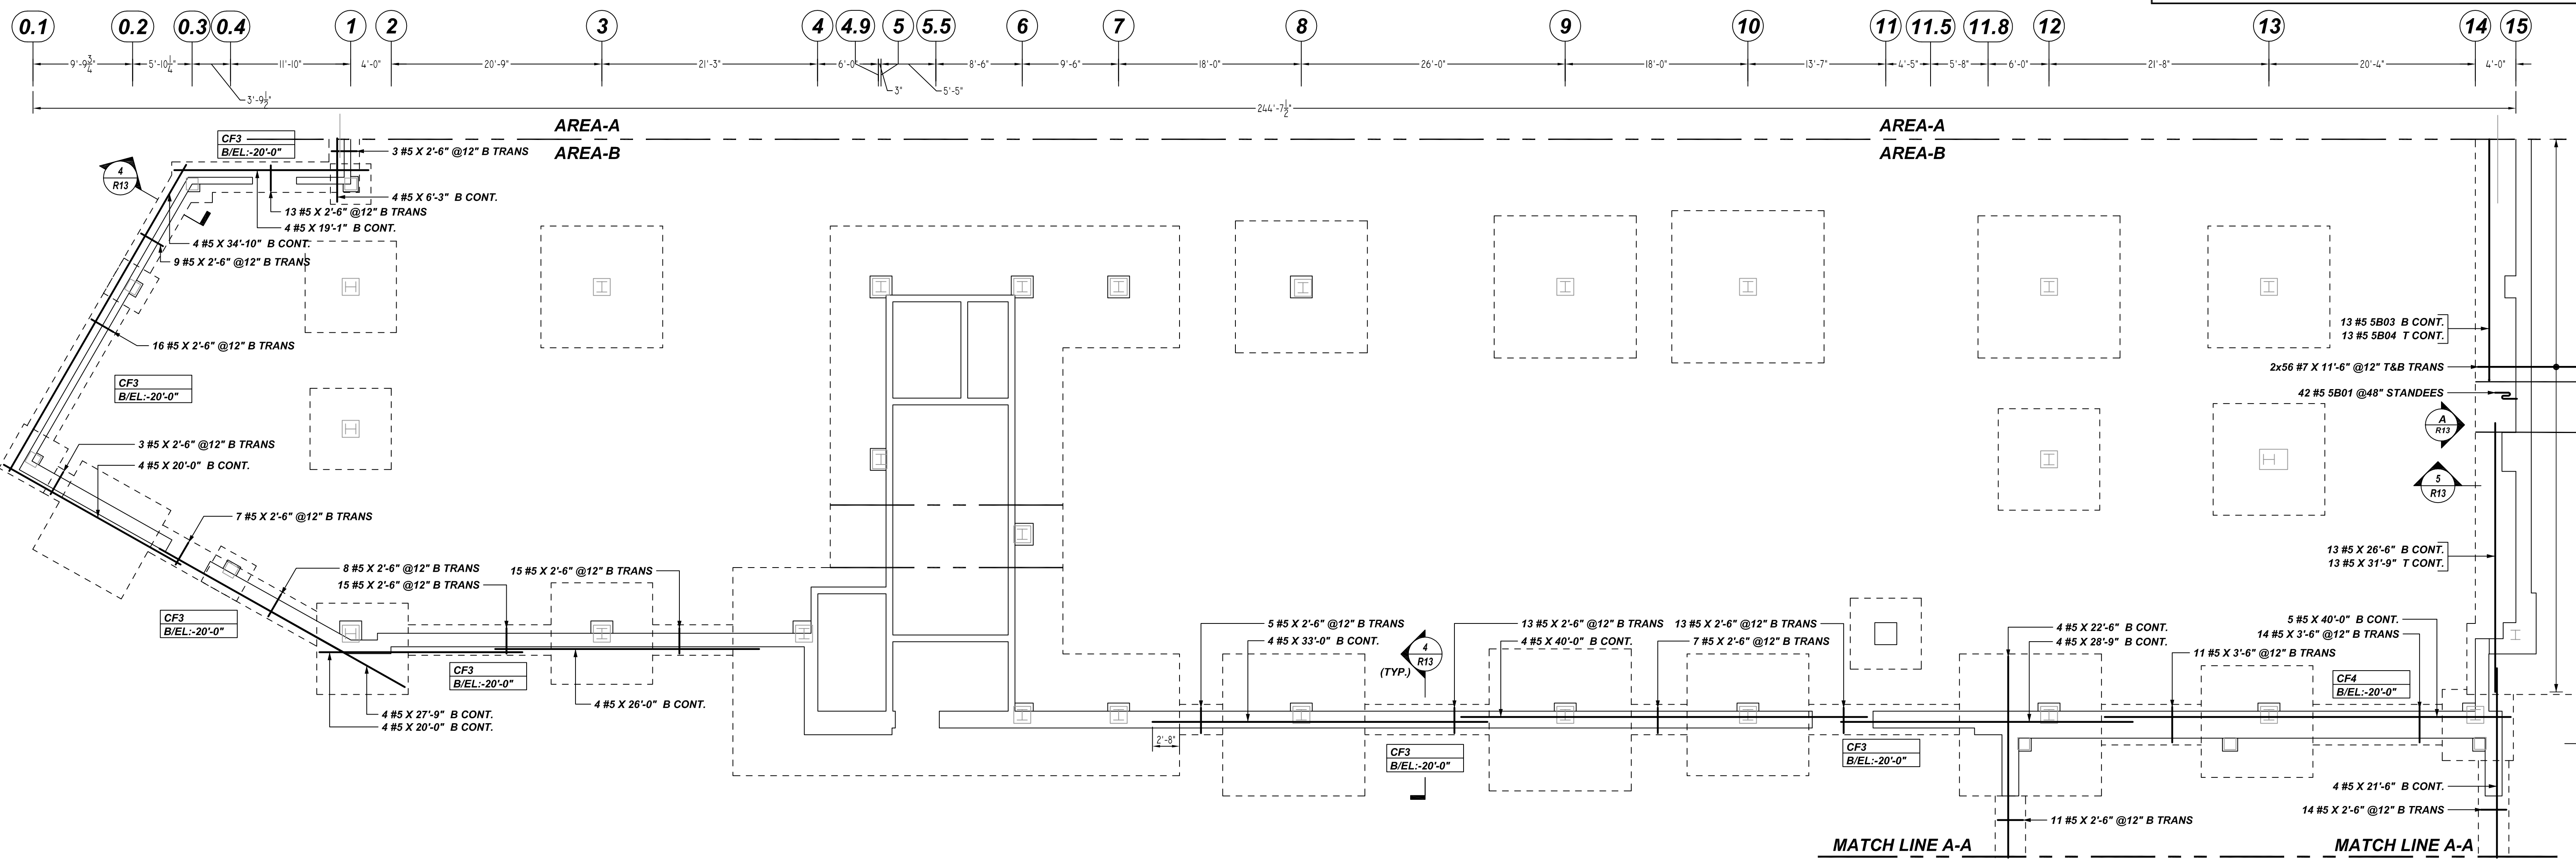 0.1 0.2 0.3 0.4 1 2 3 4 4.9 5 5.5 6 7 8 9 10 11 11.5 11.8 12 13 14 15
9'-9 3/4" 5'-10 1/4" 11'-10" 4'-0" 20'-9" 21'-3" 6'-0" 8'-6" 9'-6" 18'-0" 26'-0" 18'-0" 13'-7" 4'-5" 5'-8" 6'-0" 21'-8" 20'-4" 4'-0"
3'-9 1/2" 3" 5'-5"
244'-7 1/2"
AREA-A AREA-A
AREA-B AREA-B
CF3
B/EL:-20'-0"
3 #5 X 2'-6" @12" B TRANS
4
R13
4 #5 X 6'-3" B CONT.
13 #5 X 2'-6" @12" B TRANS
4 #5 X 19'-1" B CONT.
4 #5 X 34'-10" B CONT.
9 #5 X 2'-6" @12" B TRANS
16 #5 X 2'-6" @12" B TRANS
CF3
B/EL:-20'-0"
13 #5 5B03 B CONT.
13 #5 5B04 T CONT.
2x56 #7 X 11'-6" @12" T&B TRANS
42 #5 5B01 @48" STANDEES
A
R13
5
R13
3 #5 X 2'-6" @12" B TRANS
4 #5 X 20'-0" B CONT.
7 #5 X 2'-6" @12" B TRANS
13 #5 X 26'-6" B CONT.
13 #5 X 31'-9" T CONT.
8 #5 X 2'-6" @12" B TRANS
15 #5 X 2'-6" @12" B TRANS
15 #5 X 2'-6" @12" B TRANS
CF3
B/EL:-20'-0"
5 #5 X 2'-6" @12" B TRANS
4 #5 X 33'-0" B CONT.
4
R13
(TYP.)
13 #5 X 2'-6" @12" B TRANS
4 #5 X 40'-0" B CONT.
13 #5 X 2'-6" @12" B TRANS
7 #5 X 2'-6" @12" B TRANS
4 #5 X 22'-6" B CONT.
4 #5 X 28'-9" B CONT.
11 #5 X 3'-6" @12" B TRANS
5 #5 X 40'-0" B CONT.
14 #5 X 3'-6" @12" B TRANS
CF4
B/EL:-20'-0"
CF3
B/EL:-20'-0"
4 #5 X 26'-0" B CONT.
4 #5 X 27'-9" B CONT.
4 #5 X 20'-0" B CONT.
2'-8"
CF3
B/EL:-20'-0"
CF3
B/EL:-20'-0"
4 #5 X 21'-6" B CONT.
14 #5 X 2'-6" @12" B TRANS
11 #5 X 2'-6" @12" B TRANS
MATCH LINE A-A MATCH LINE A-A